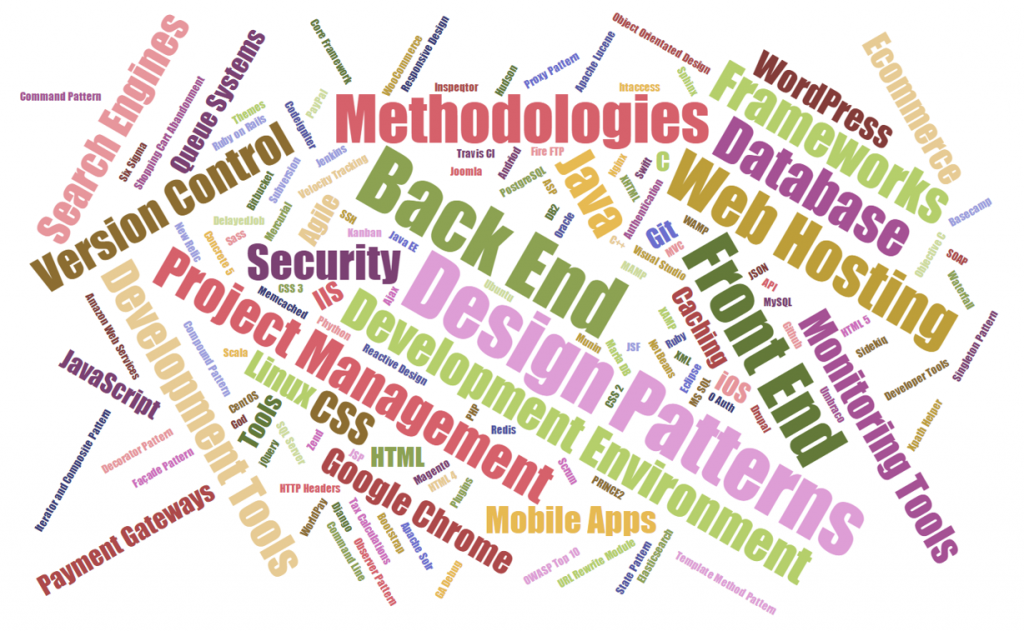 Search Engines
Command Pattern
Six Sigma
Shopping Cart Abandonment
Queue Systems
Themes
Ruby on Rails
Codeigniter
PayPal
Core Framework
WooCommerce
Responsive Design
Inspeqtor
Hudson
Proxy Pattern
Apache Lucene
Object Orientated Design
htaccess
Sphinx
WordPress
Ecommerce
Frameworks
Methodologies
Version Control
Bitbucket
Subversion
Jenkins
Velocity Tracking
Travis CI
Joomla
Android
Fire FTP
PostgreSQL
ASP
Java
Nginx
XHTML
Swift
C
Authentication
Database
Web Hosting
Basecamp
Objective C
SOAP
Waterfall
DelayedJob
Mercurial
Agile
SSH
Kanban
Java EE
Back End
DB2
Oracle
C++
Git
WAMP
MVC
Visual Studio
MAMP
New Relic
Concrete 5
Sass
Security
CSS 3
IIS
Memcached
Ajax
Ubuntu
Design Patterns
Front End
JSON
API
MySQL
Caching
XAMP
Ruby
NetBeans
XML
Github
HTML 5
Sidekiq
Singleton Pattern
Amazon Web Services
Development Tools
Project Management
Compound Pattern
Phython
Reactive Design
Development Environment
Munin
Maria DB
JSF
CSS 2
Eclipse
MS SQL
O Auth
iOS
Drupal
Monitoring Tools
Umbraco
Developer Tools
Xpath Helper
JavaScript
Scala
Linux
CentOS
God
Tools
jQuery
SQL Server
CSS
Zend
JSP
HTML
PHP
Redis
Iterator and Composite Pattern
Decorator Pattern
Façade Pattern
Payment Gateways
HTTP Headers
Google Chrome
Magento
HTML 4
Plugins
Scrum
PRINCE2
Mobile Apps
WorldPay
Django
Command Line
Tax Calculations
Observer Pattern
Bootstrap
Apache Solr
GA Debug
OWASP Top 10
URL Rewrite Module
State Pattern
Elasticsearch
Template Method Pattern